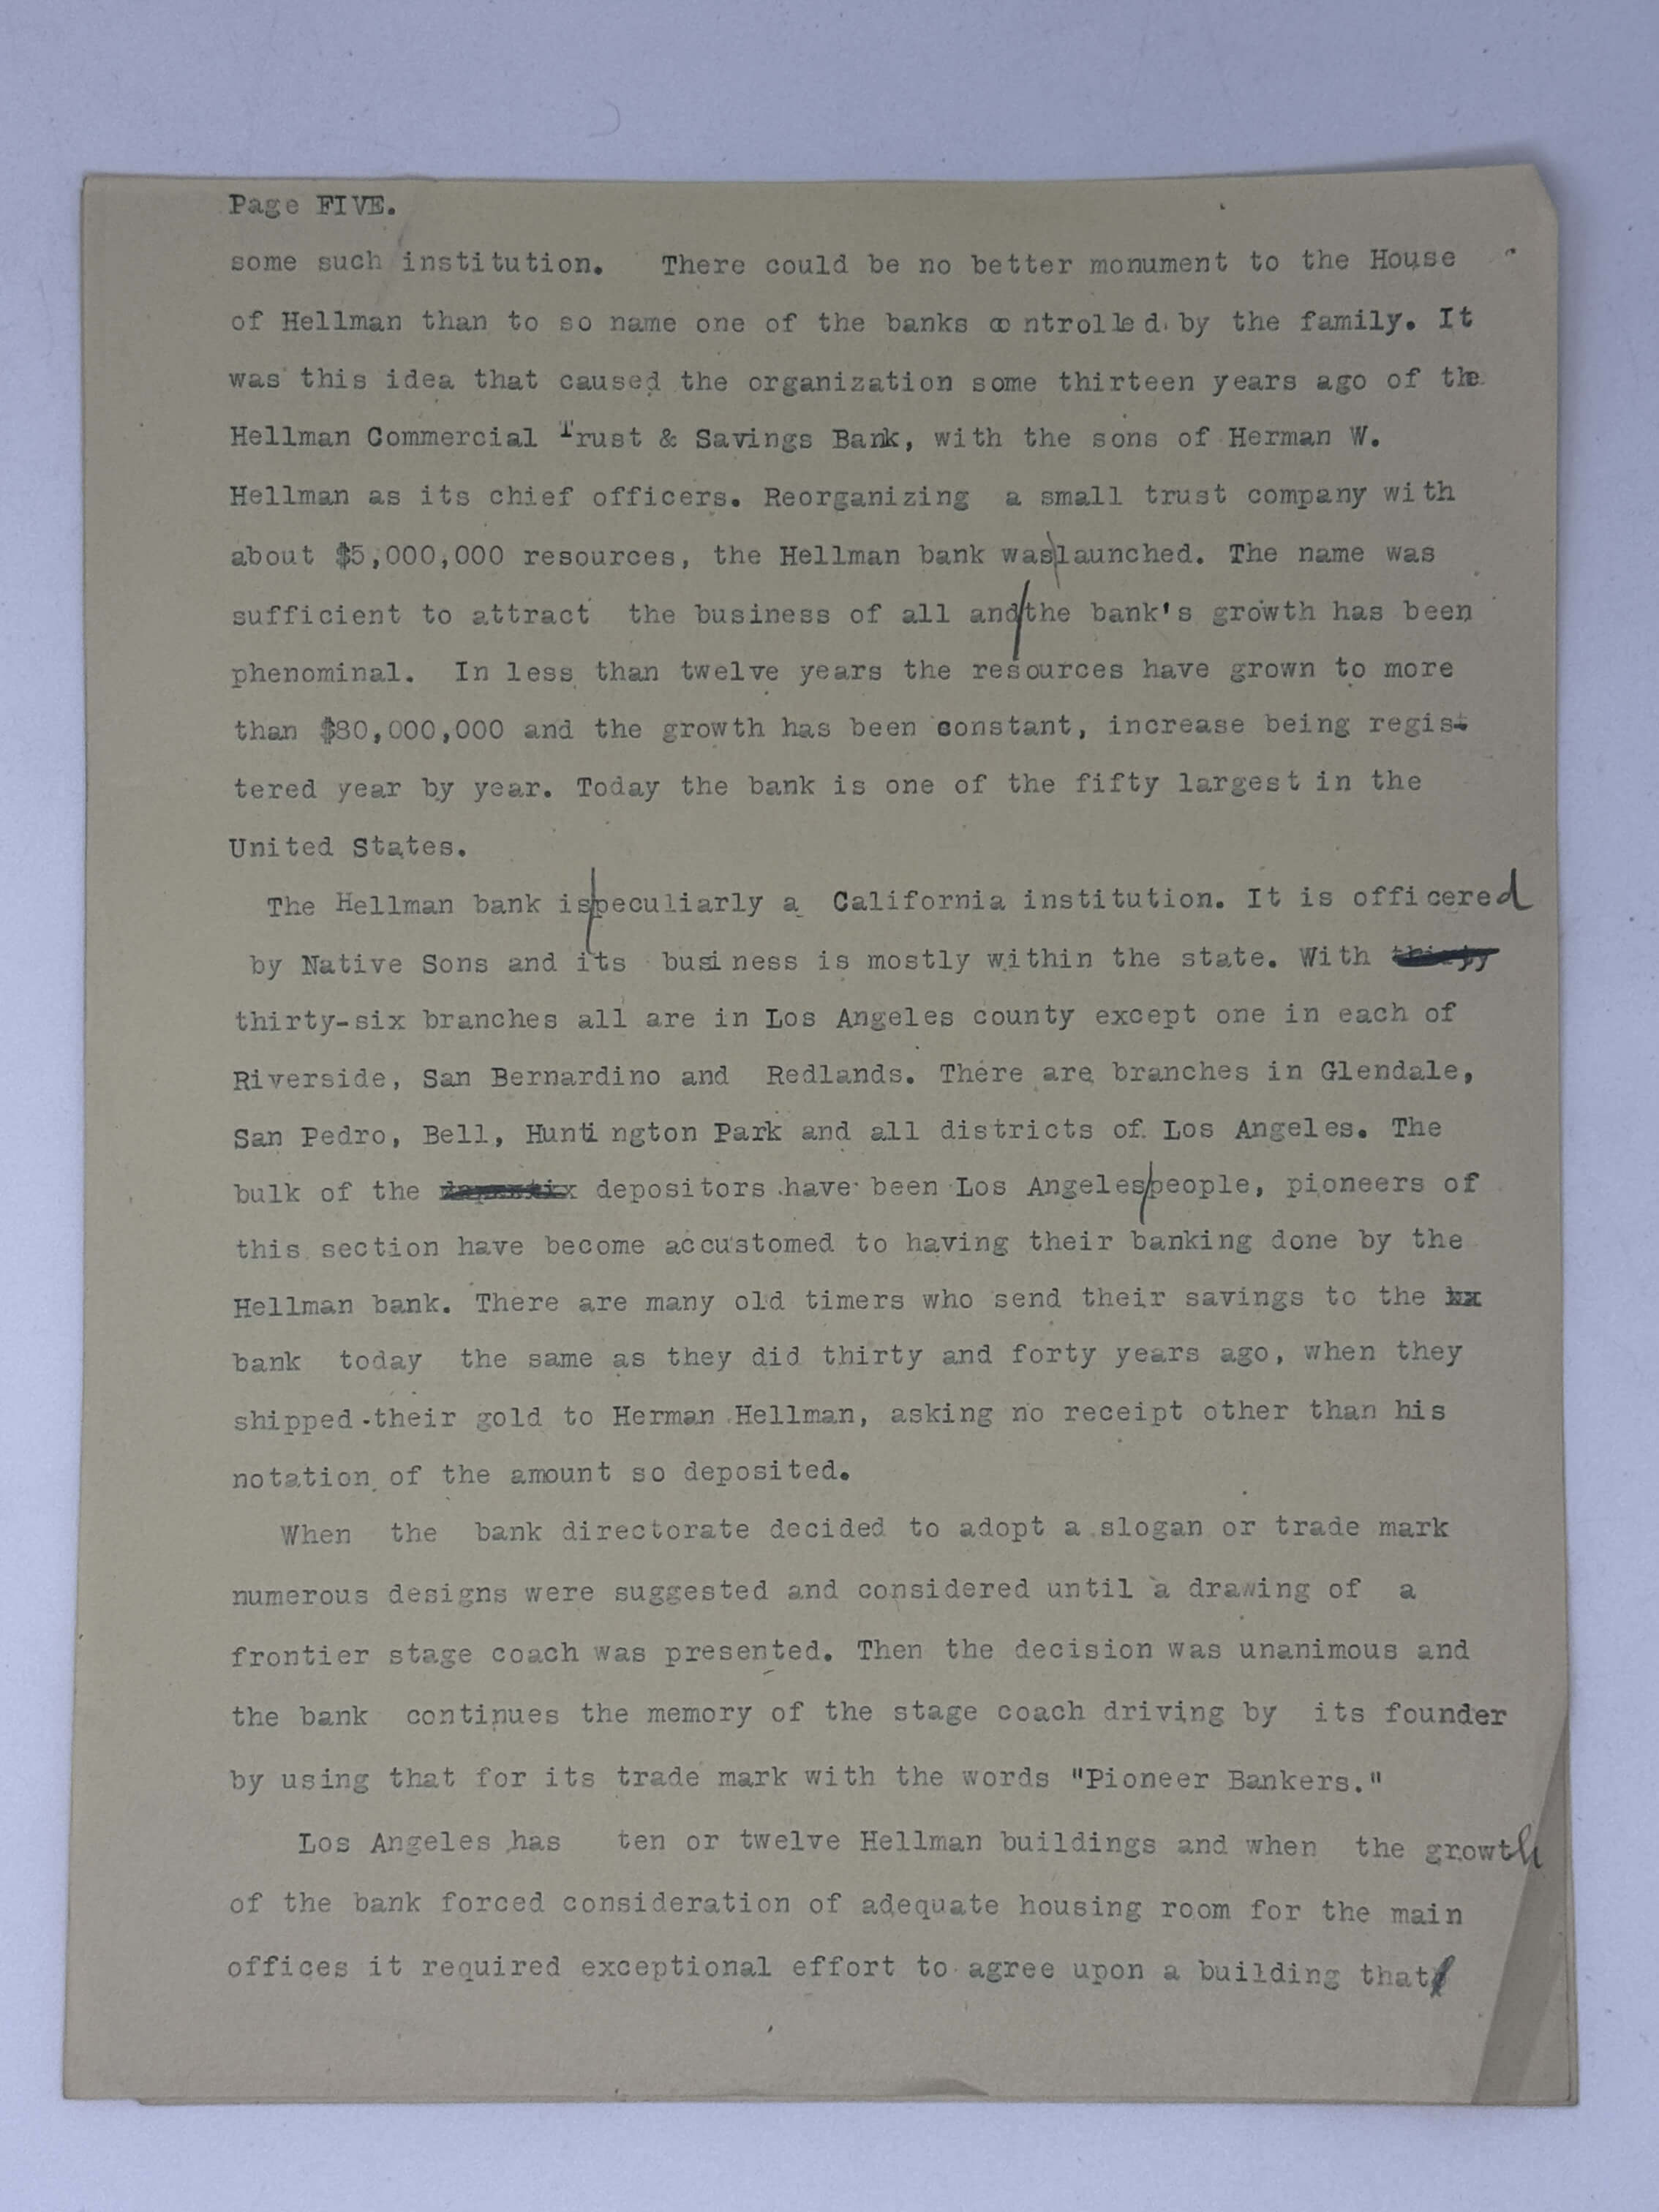 Page FIVE.
some such institution. There could be no better monument to the House
of Hellman than to so name one of the banks controlled by the family. It
was this idea that caused the organization some thirteen years ago of the
Hellman Commercial Trust & Savings Bank, with the sons of Herman W.
Hellman as its chief officers. Reorganizing a small trust company with
about $5,000,000 resources, the Hellman bank was launched. The name was
sufficient to attract the business of all and the bank's growth has been
phenominal. In less than twelve years the resources have grown to more
than $80,000,000 and the growth has been constant, increase being regis-
tered year by year. Today the bank is one of the fifty largest in the
United States.
The Hellman bank is peculiarly a California institution. It is officered
by Native Sons and its business is mostly within the state. With
thirty-six branches all are in Los Angeles county except one in each of
Riverside, San Bernardino and Redlands. There are branches in Glendale,
San Pedro, Bell, Huntington Park and all districts of Los Angeles. The
bulk of the depositors have been Los Angeles people, pioneers of
this section have become accustomed to having their banking done by the
Hellman bank. There are many old timers who send their savings to the
bank today the same as they did thirty and forty years ago, when they
shipped their gold to Herman Hellman, asking no receipt other than his
notation of the amount so deposited.
When the bank directorate decided to adopt a slogan or trade mark
numerous designs were suggested and considered until a drawing of a
frontier stage coach was presented. Then the decision was unanimous and
the bank continues the memory of the stage coach driving by its founder
by using that for its trade mark with the words "Pioneer Bankers."
Los Angeles has ten or twelve Hellman buildings and when the growth
of the bank forced consideration of adequate housing room for the main
offices it required exceptional effort to agree upon a building that